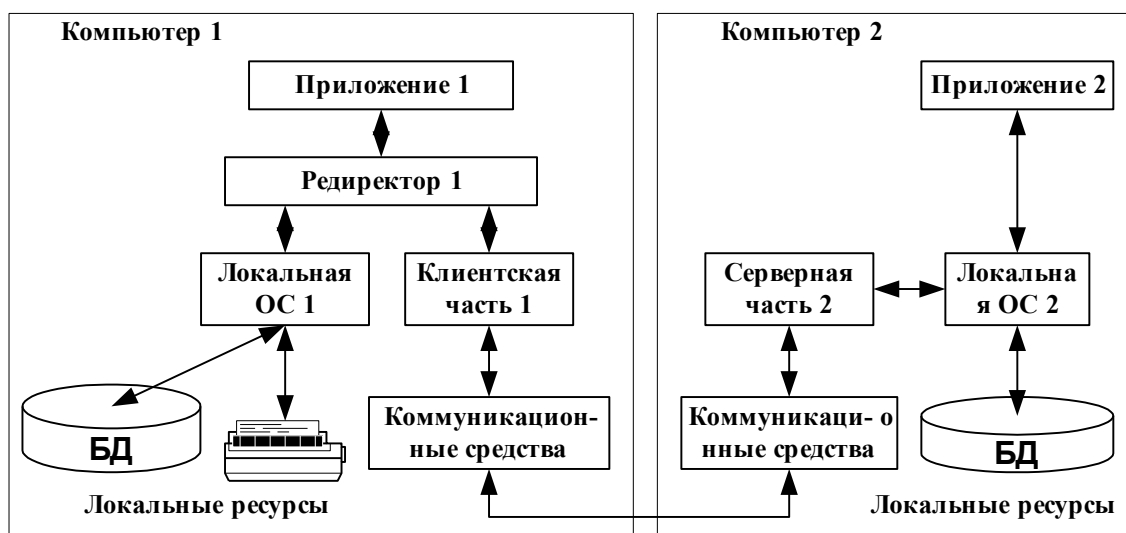 Компьютер 1
Приложение 1
Редиректор 1
Локальная
ОС 1
Клиентская
часть 1
БД
Коммуникацион-
ные средства
Локальные ресурсы
Компьютер 2
Приложение 2
Серверная
часть 2
Локальна
я ОС 2
Коммуникаци- о
нные средства
БД
Локальные ресурсы